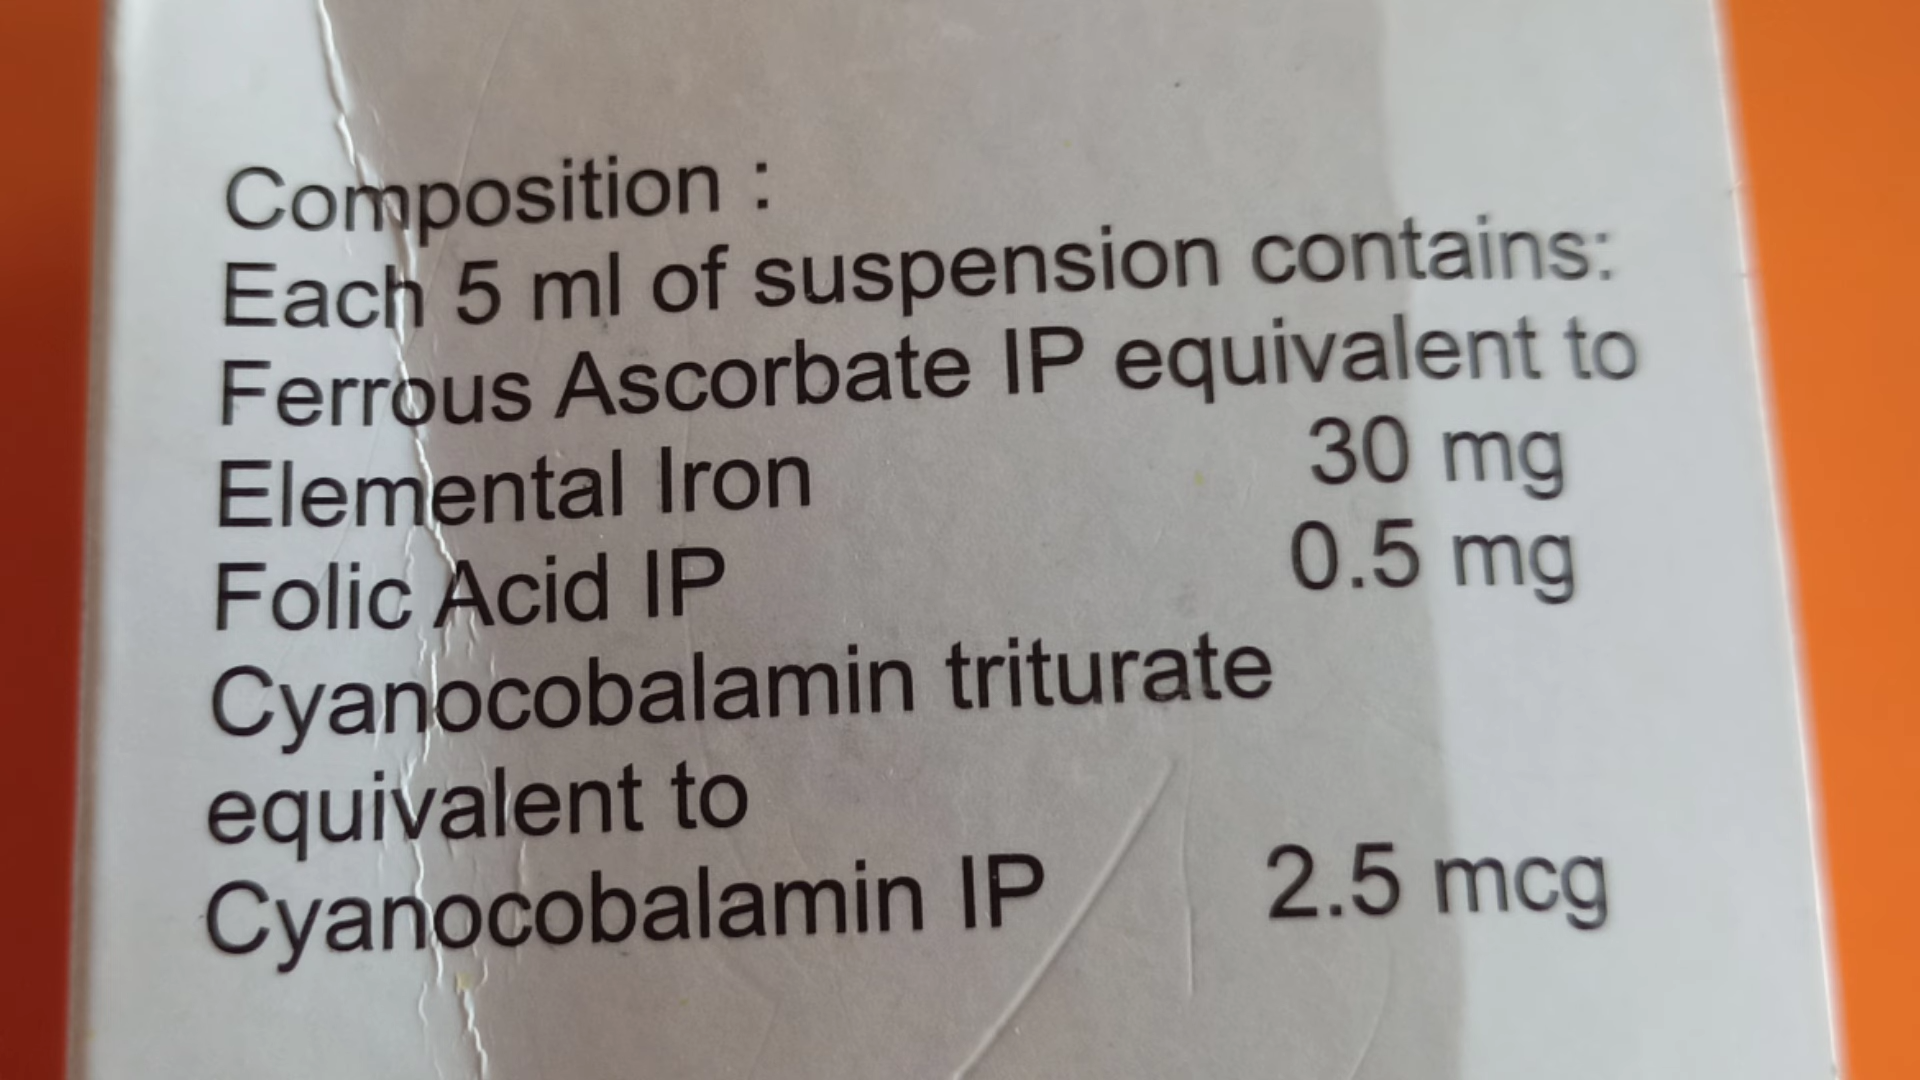 Composition :
Each 5 ml of suspension contains:
Ferrous Ascorbate IP equivalent to
Elemental Iron 30 mg
Folic Acid IP 0.5 mg
Cyanocobalamin triturate
equivalent to
Cyanocobalamin IP 2.5 mcg